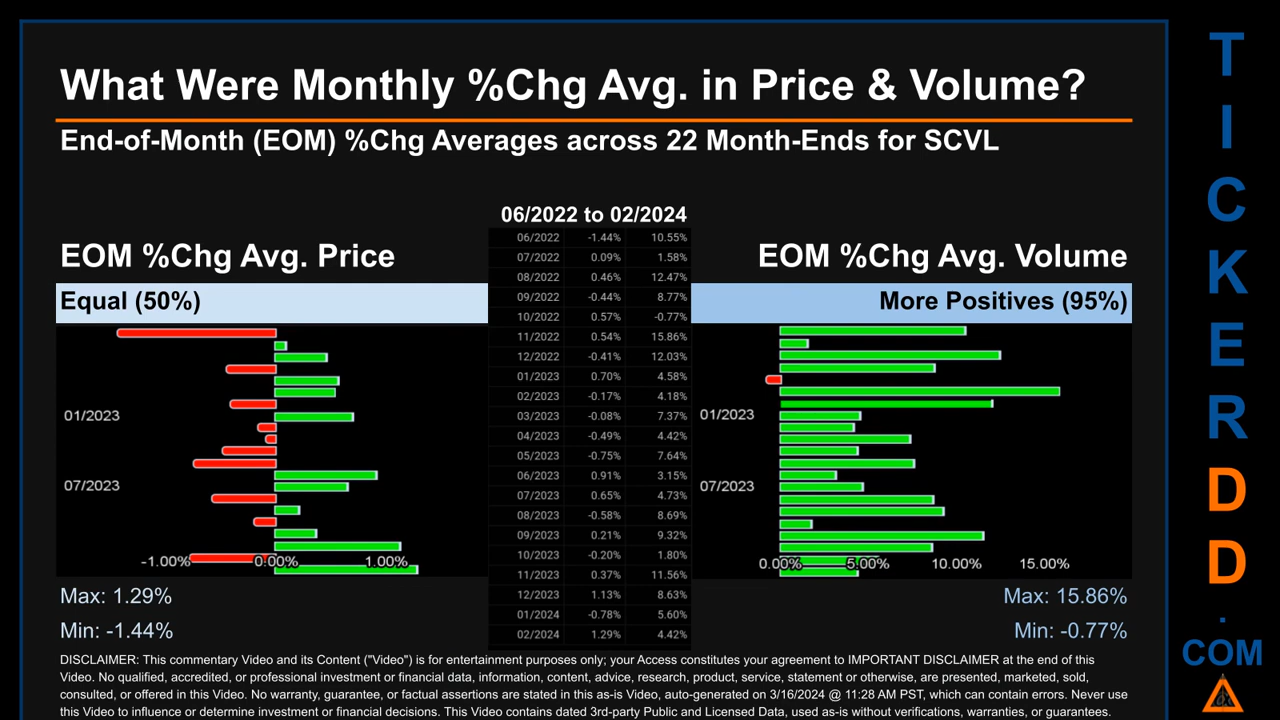 What Were Monthly %Chg Avg. in Price & Volume?
End-of-Month (EOM) %Chg Averages across 22 Month-Ends for SCVL
06/2022 to 02/2024
EOM %Chg Avg. Price
EOM %Chg Avg. Volume
Equal (50%)
More Positives (95%)
06/2022 -1.44% 10.55%
07/2022 0.09% 1.58%
08/2022 0.46% 12.47%
09/2022 -0.44% 8.77%
10/2022 0.57% -0.77%
11/2022 0.54% 15.86%
12/2022 -0.41% 12.03%
01/2023 0.70% 4.58%
02/2023 -0.17% 4.18%
03/2023 -0.08% 7.37%
04/2023 -0.49% 4.42%
05/2023 -0.75% 7.64%
06/2023 0.91% 3.15%
07/2023 0.65% 4.73%
08/2023 -0.58% 8.69%
09/2023 0.21% 9.32%
10/2023 -0.20% 1.80%
11/2023 0.37% 11.56%
12/2023 1.13% 8.63%
01/2024 -0.78% 5.60%
02/2024 1.29% 4.42%
01/2023
07/2023
-1.00% 0.00% 1.00%
01/2023
07/2023
0.00% 5.00% 10.00% 15.00%
Max: 1.29%
Min: -1.44%
Max: 15.86%
Min: -0.77%
DISCLAIMER: This commentary Video and its Content ("Video") is for entertainment purposes only; your Access constitutes your agreement to IMPORTANT DISCLAIMER at the end of this
Video. No qualified, accredited, or professional investment or financial data, information, content, advice, research, product, service, statement or otherwise, are presented, marketed, sold,
consulted, or offered in this Video. No warranty, guarantee, or factual assertions are stated in this as-is Video, auto-generated on 3/16/2024 @ 11:28 AM PST, which can contain errors. Never use
this Video to influence or determine investment or financial decisions. This Video contains dated 3rd-party Public and Licensed Data, used as-is without verifications, warranties, or guarantees.
T
I
C
K
E
R
D
D
.
COM